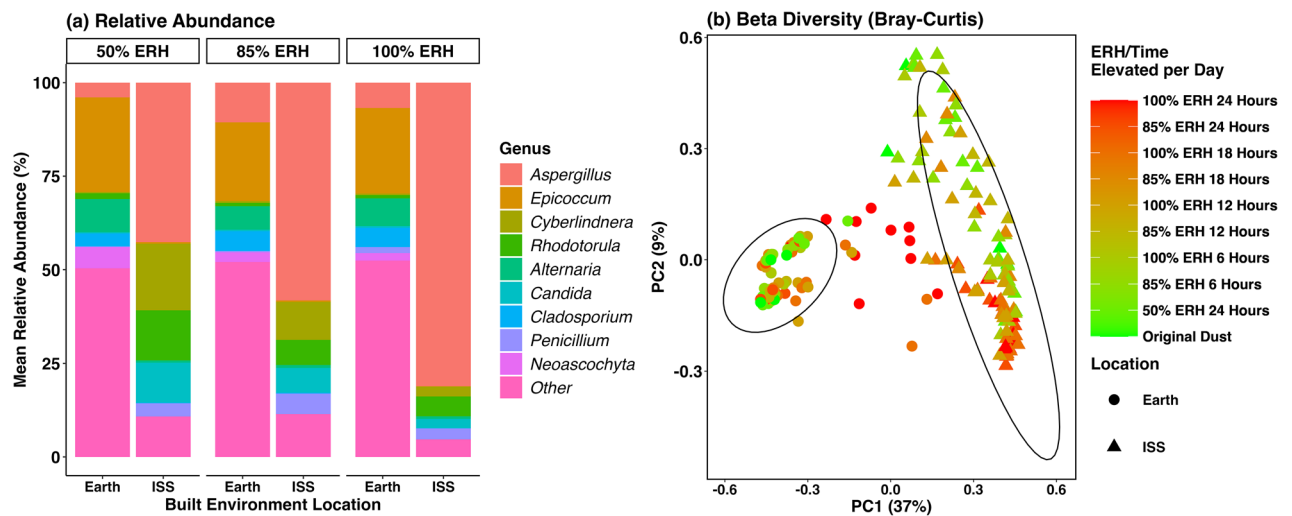 (a) Relative Abundance
50% ERH
85% ERH
100% ERH
Mean Relative Abundance (%)
100
75
50
25
0
Earth
ISS
Earth
ISS
Earth
ISS
Built Environment Location
Genus
Aspergillus
Epicoccum
Cyberlindnera
Rhodotorula
Alternaria
Candida
Cladosporium
Penicillium
Neoascochyta
Other
(b) Beta Diversity (Bray-Curtis)
PC2 (9%)
0.6
0.3
0.0
-0.3
-0.6
-0.3
0.0
0.3
0.6
PC1 (37%)
ERH/Time
Elevated per Day
100% ERH 24 Hours
85% ERH 24 Hours
100% ERH 18 Hours
85% ERH 18 Hours
100% ERH 12 Hours
85% ERH 12 Hours
100% ERH 6 Hours
85% ERH 6 Hours
50% ERH 24 Hours
Original Dust
Location
Earth
ISS